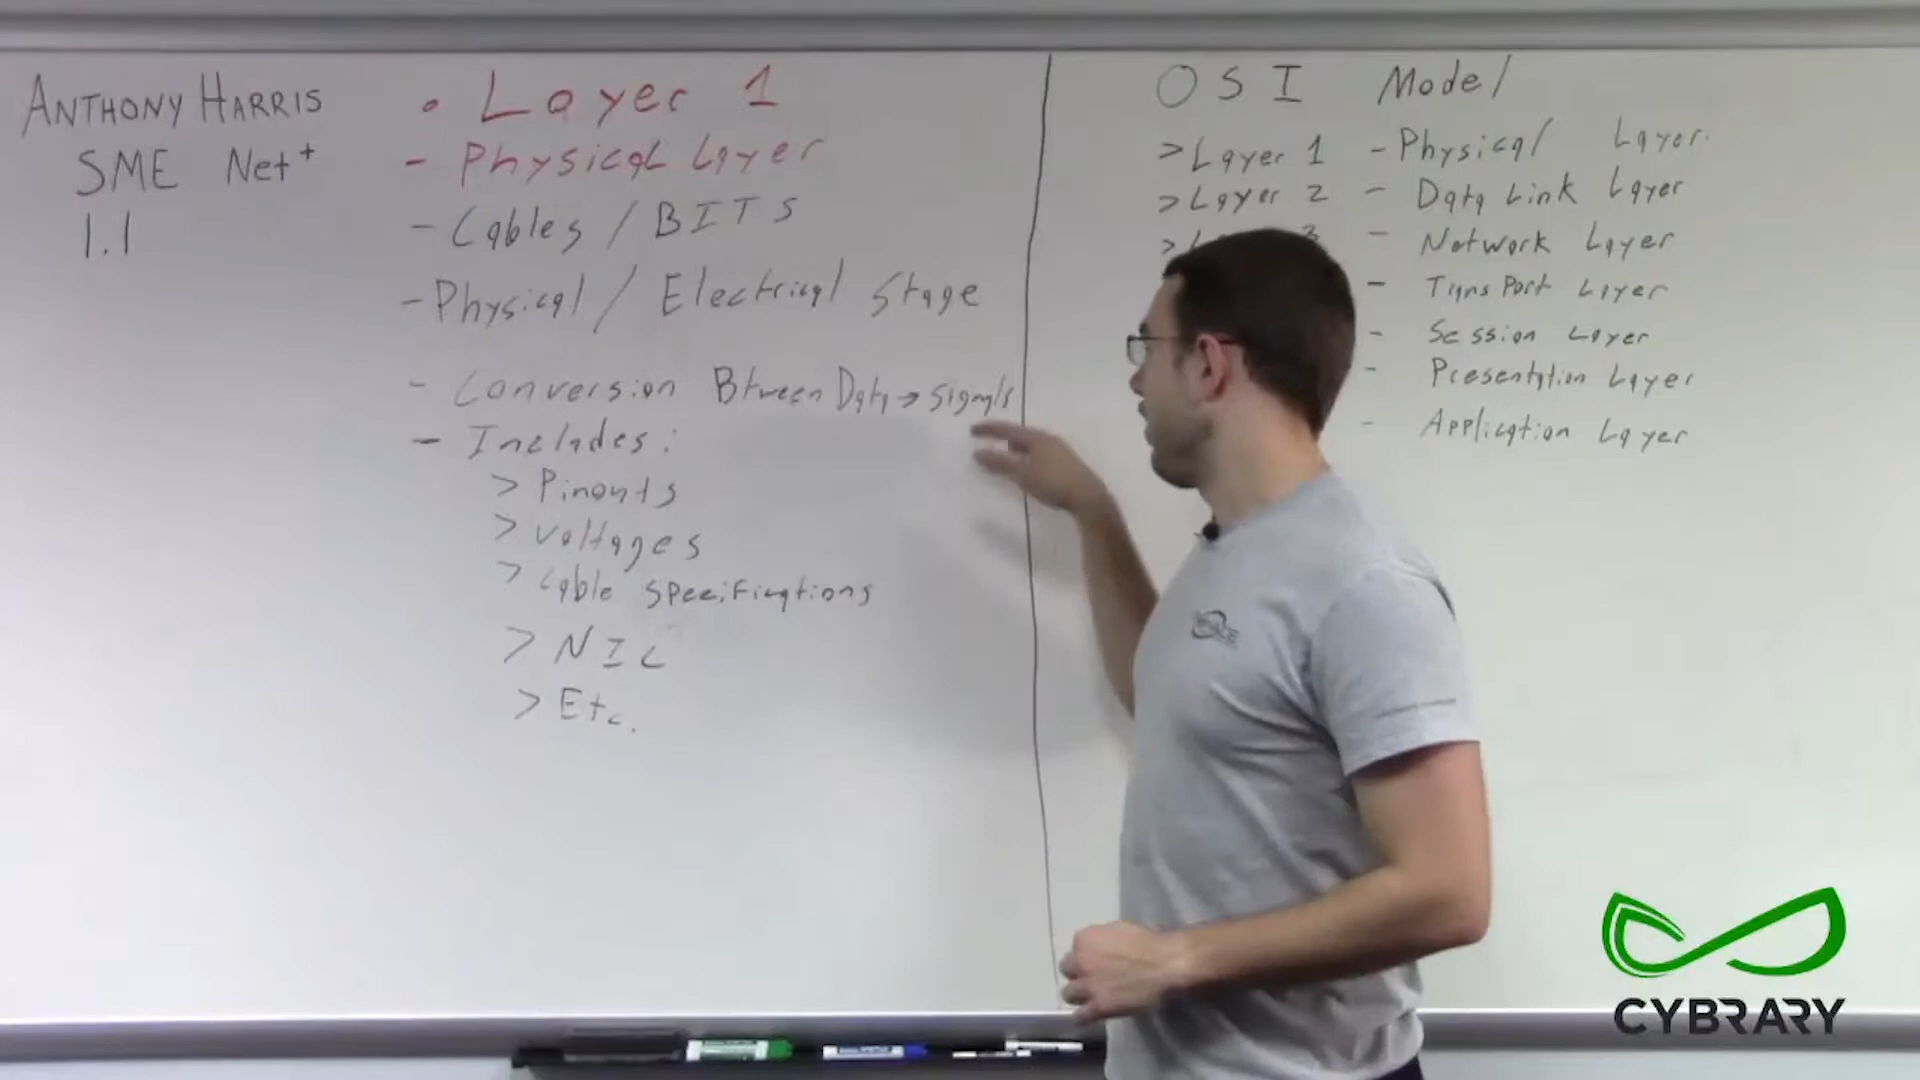 ANTHONY HARRIS
SME Net+
1.1
• Layer 1
- Physical Layer
- Cables / BITS
- Physical / Electrical Stage
- Conversion Btween Data → Signals
- Includes:
> Pinouts
> Voltages
> Cable Specifications
> NIC
> Etc.
OSI Model
> Layer 1 - Physical Layer
> Layer 2 - Data Link Layer
> L 3 - Network Layer
- Transport Layer
- Session Layer
- Presentation Layer
- Application Layer
CYBRARY